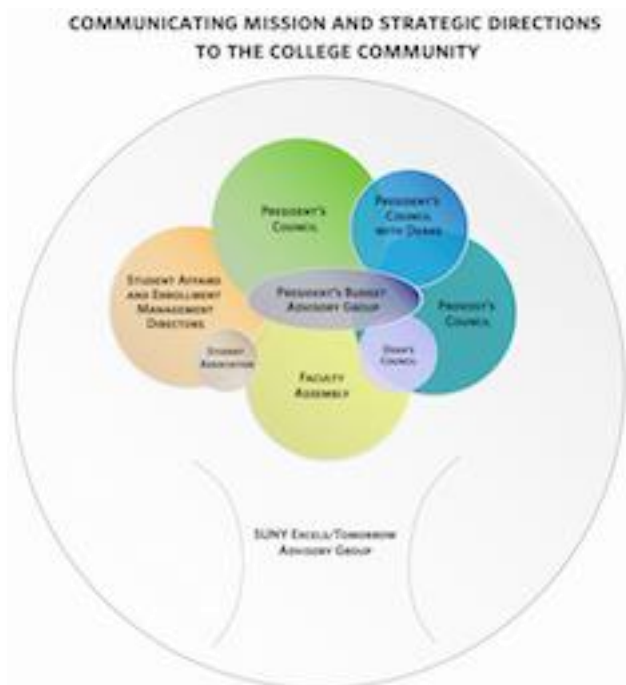 COMMUNICATING MISSION AND STRATEGIC DIRECTIONS
TO THE COLLEGE COMMUNITY
PRESIDENT'S
COUNCIL
PRESIDENT'S
COUNCIL
WITH DEANS
STUDENT AFFAIRS
AND ENROLLMENT
MANAGEMENT
DIRECTORS
PRESIDENT'S BUDGET
ADVISORY GROUP
PROVOST'S
COUNCIL
STUDENT
ASSOCIATION
DEAN'S
COUNCIL
FACULTY
ASSEMBLY
SUNY EXCELS/TOMORROW
ADVISORY GROUP